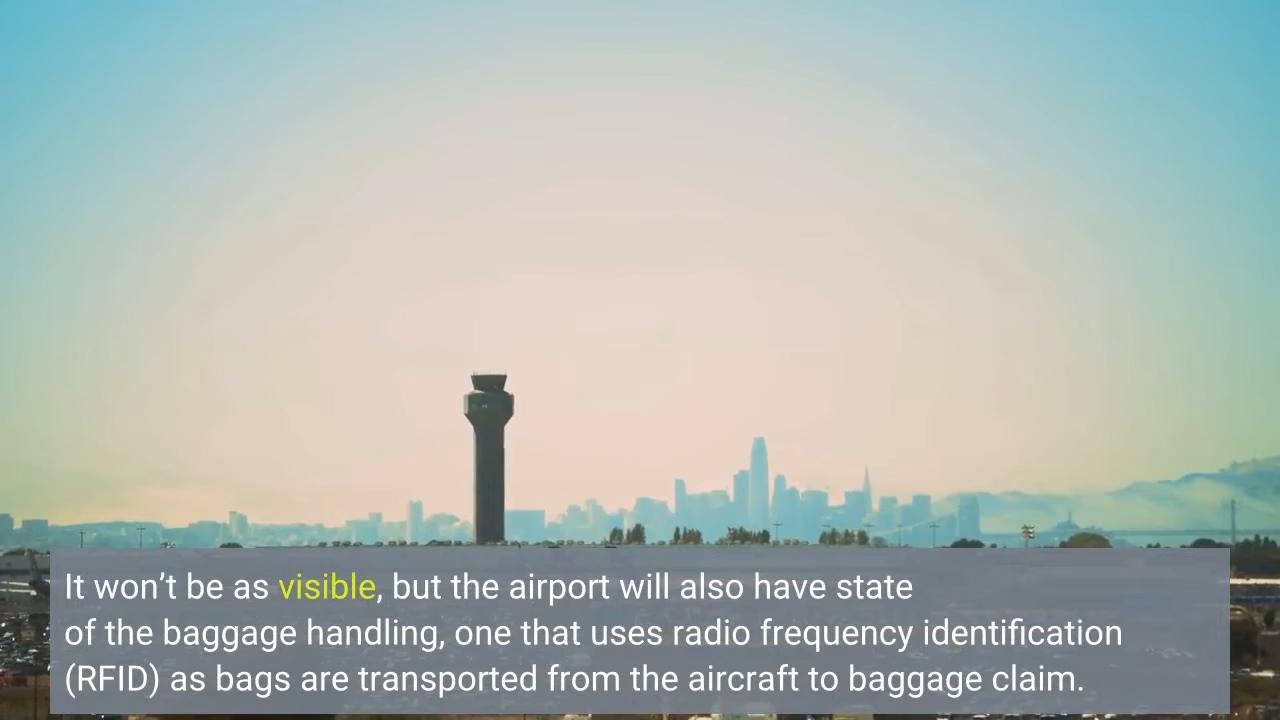 It won’t be as visible, but the airport will also have state
of the baggage handling, one that uses radio frequency identification
(RFID) as bags are transported from the aircraft to baggage claim.